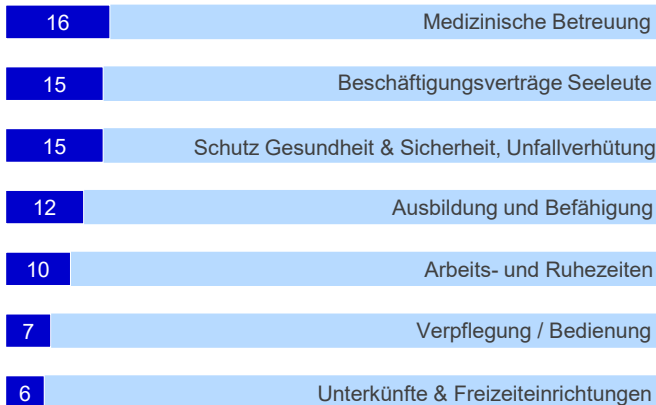 16 Medizinische Betreuung
15 Beschäftigungsverträge Seeleute
15 Schutz Gesundheit & Sicherheit, Unfallverhütung
12 Ausbildung und Befähigung
10 Arbeits- und Ruhezeiten
7 Verpflegung / Bedienung
6 Unterkünfte & Freizeiteinrichtungen